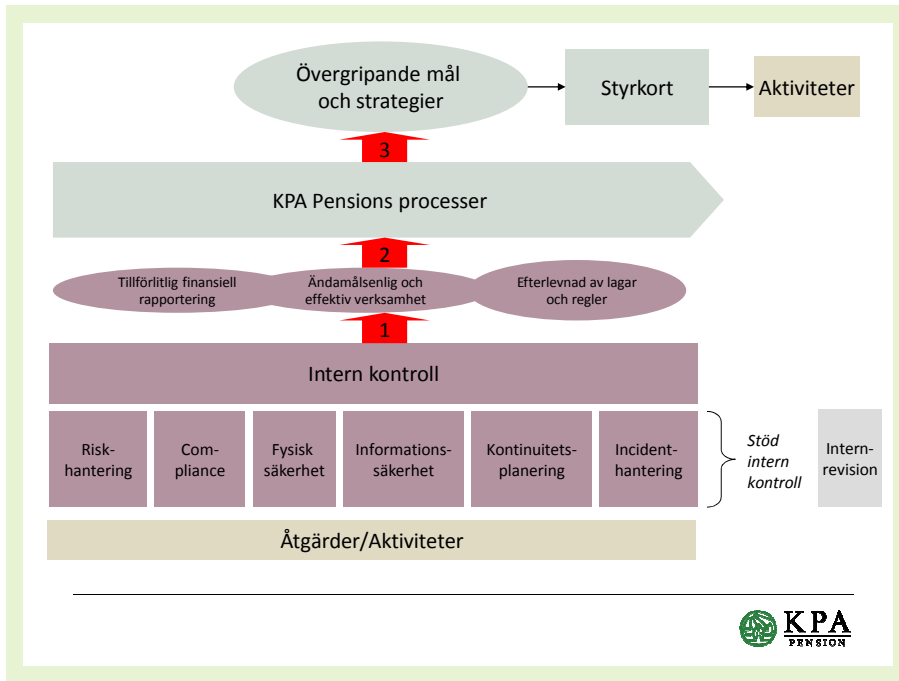 Övergripande mål
och strategier
Styrkort
Aktiviteter
3
KPA Pensions processer
2
Tillförlitlig finansiell
rapportering
Ändamålsenlig och
effektiv verksamhet
Efterlevnad av lagar
och regler
1
Intern kontroll
Risk-
hantering
Com-
pliance
Fysisk
säkerhet
Informations-
säkerhet
Kontinuitets-
planering
Incident-
hantering
Stöd
intern
kontroll
Intern-
revision
Åtgärder/Aktiviteter
KPA
PENSION